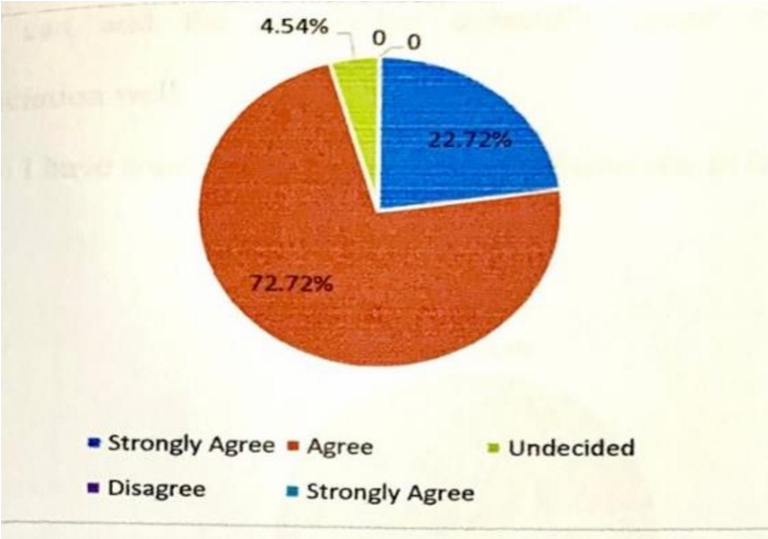 4.54%
0 0
22.72%
72.72%
Strongly Agree Agree Undecided
Disagree Strongly Agree